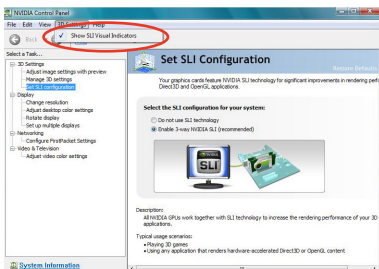 NVIDIA Control Panel
File Edit View 3D Settings Help
✓ Show SLI Visual Indicators
Back
Select a Task...
3D Settings
Adjust image settings with preview
Manage 3D settings
Set SLI configuration
Display
Change resolution
Adjust desktop color settings
Rotate display
Set up multiple displays
Networking
Configure FirstPacket Settings
Video & Television
Adjust video color settings
System Information
Set SLI Configuration
Restore Defaults
Your graphics cards feature NVIDIA SLI technology for significant improvements in rendering perf
Direct3D and OpenGL applications.
Select the SLI configuration for your system:
Do not use SLI technology
Enable 3-way NVIDIA SLI (recommended)
SLI
Description:
All NVIDIA GPUs work together with SLI technology to increase the rendering performance of your 3D
applications.
Typical usage scenarios:
• Playing 3D games
• Using any application that renders hardware-accelerated Direct3D or OpenGL content